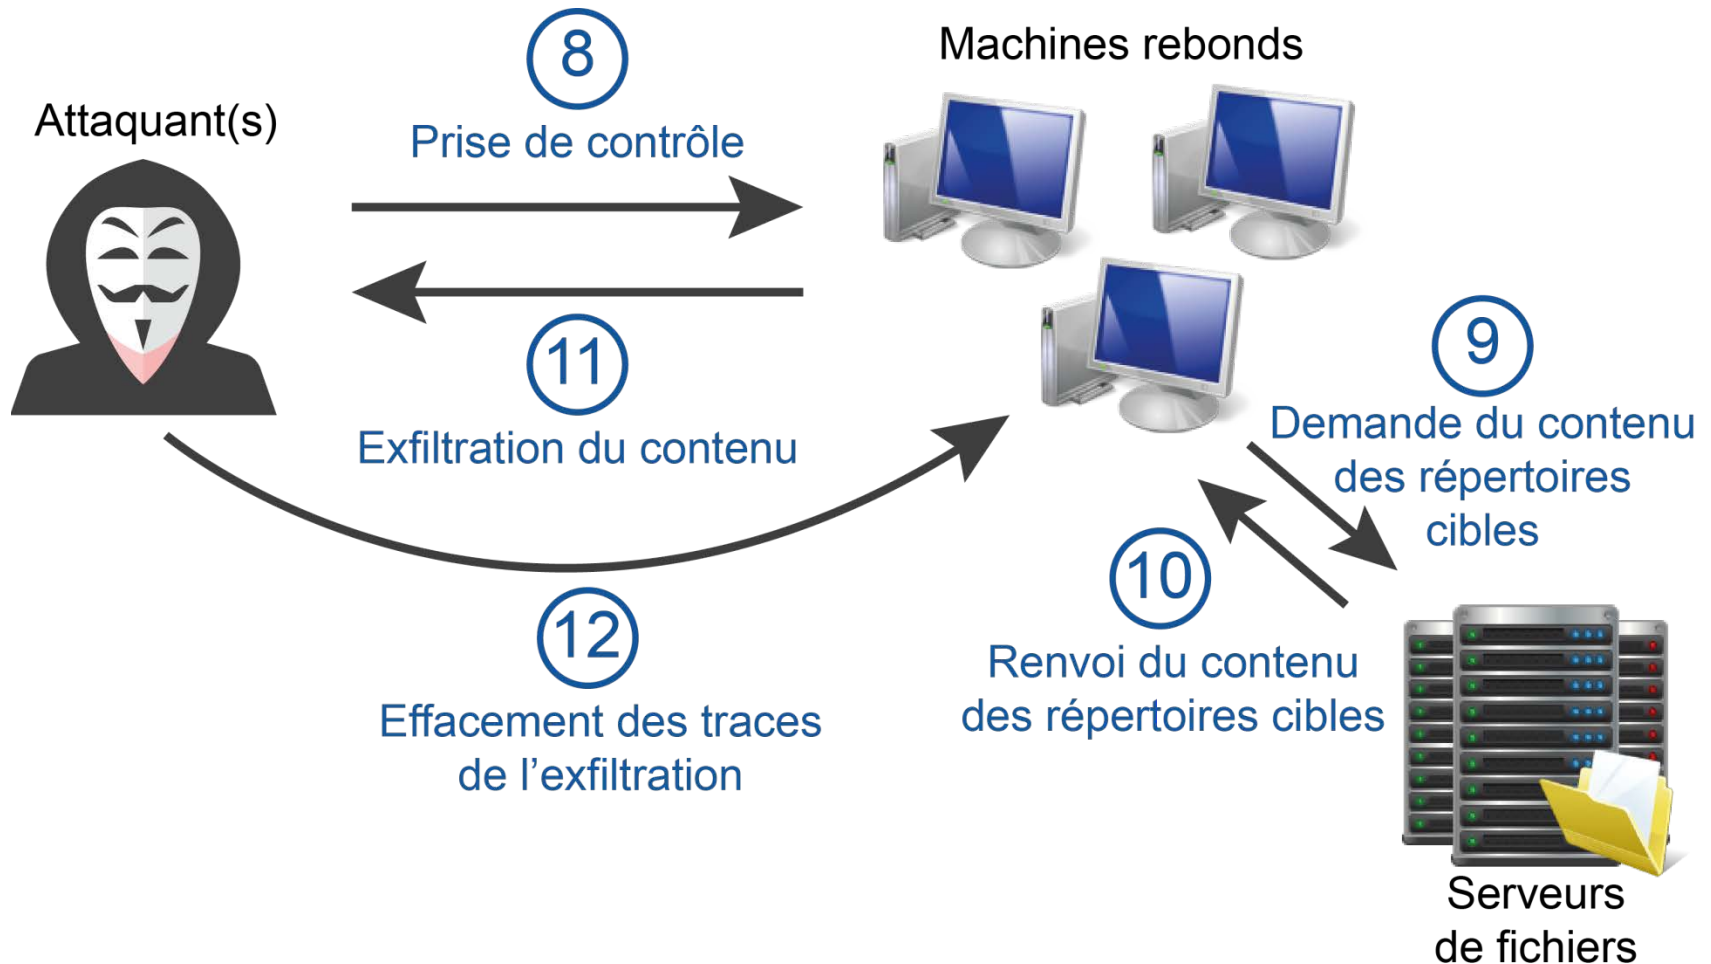 Machines rebonds
Attaquant(s)
8
Prise de contrôle
11
Exfiltration du contenu
9
Demande du contenu
des répertoires
cibles
10
Renvoi du contenu
des répertoires cibles
12
Effacement des traces
de l’exfiltration
Serveurs
de fichiers